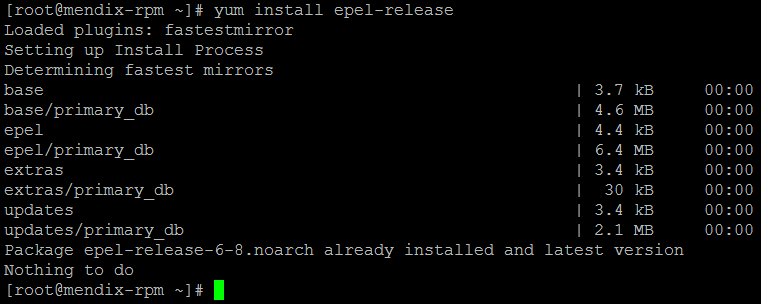 [root@mendix-rpm ~]# yum install epel-release
Loaded plugins: fastestmirror
Setting up Install Process
Determining fastest mirrors
base | 3.7 kB 00:00
base/primary_db | 4.6 MB 00:00
epel | 4.4 kB 00:00
epel/primary_db | 6.4 MB 00:00
extras | 3.4 kB 00:00
extras/primary_db | 30 kB 00:00
updates | 3.4 kB 00:00
updates/primary_db | 2.1 MB 00:00
Package epel-release-6-8.noarch already installed and latest version
Nothing to do
[root@mendix-rpm ~]#